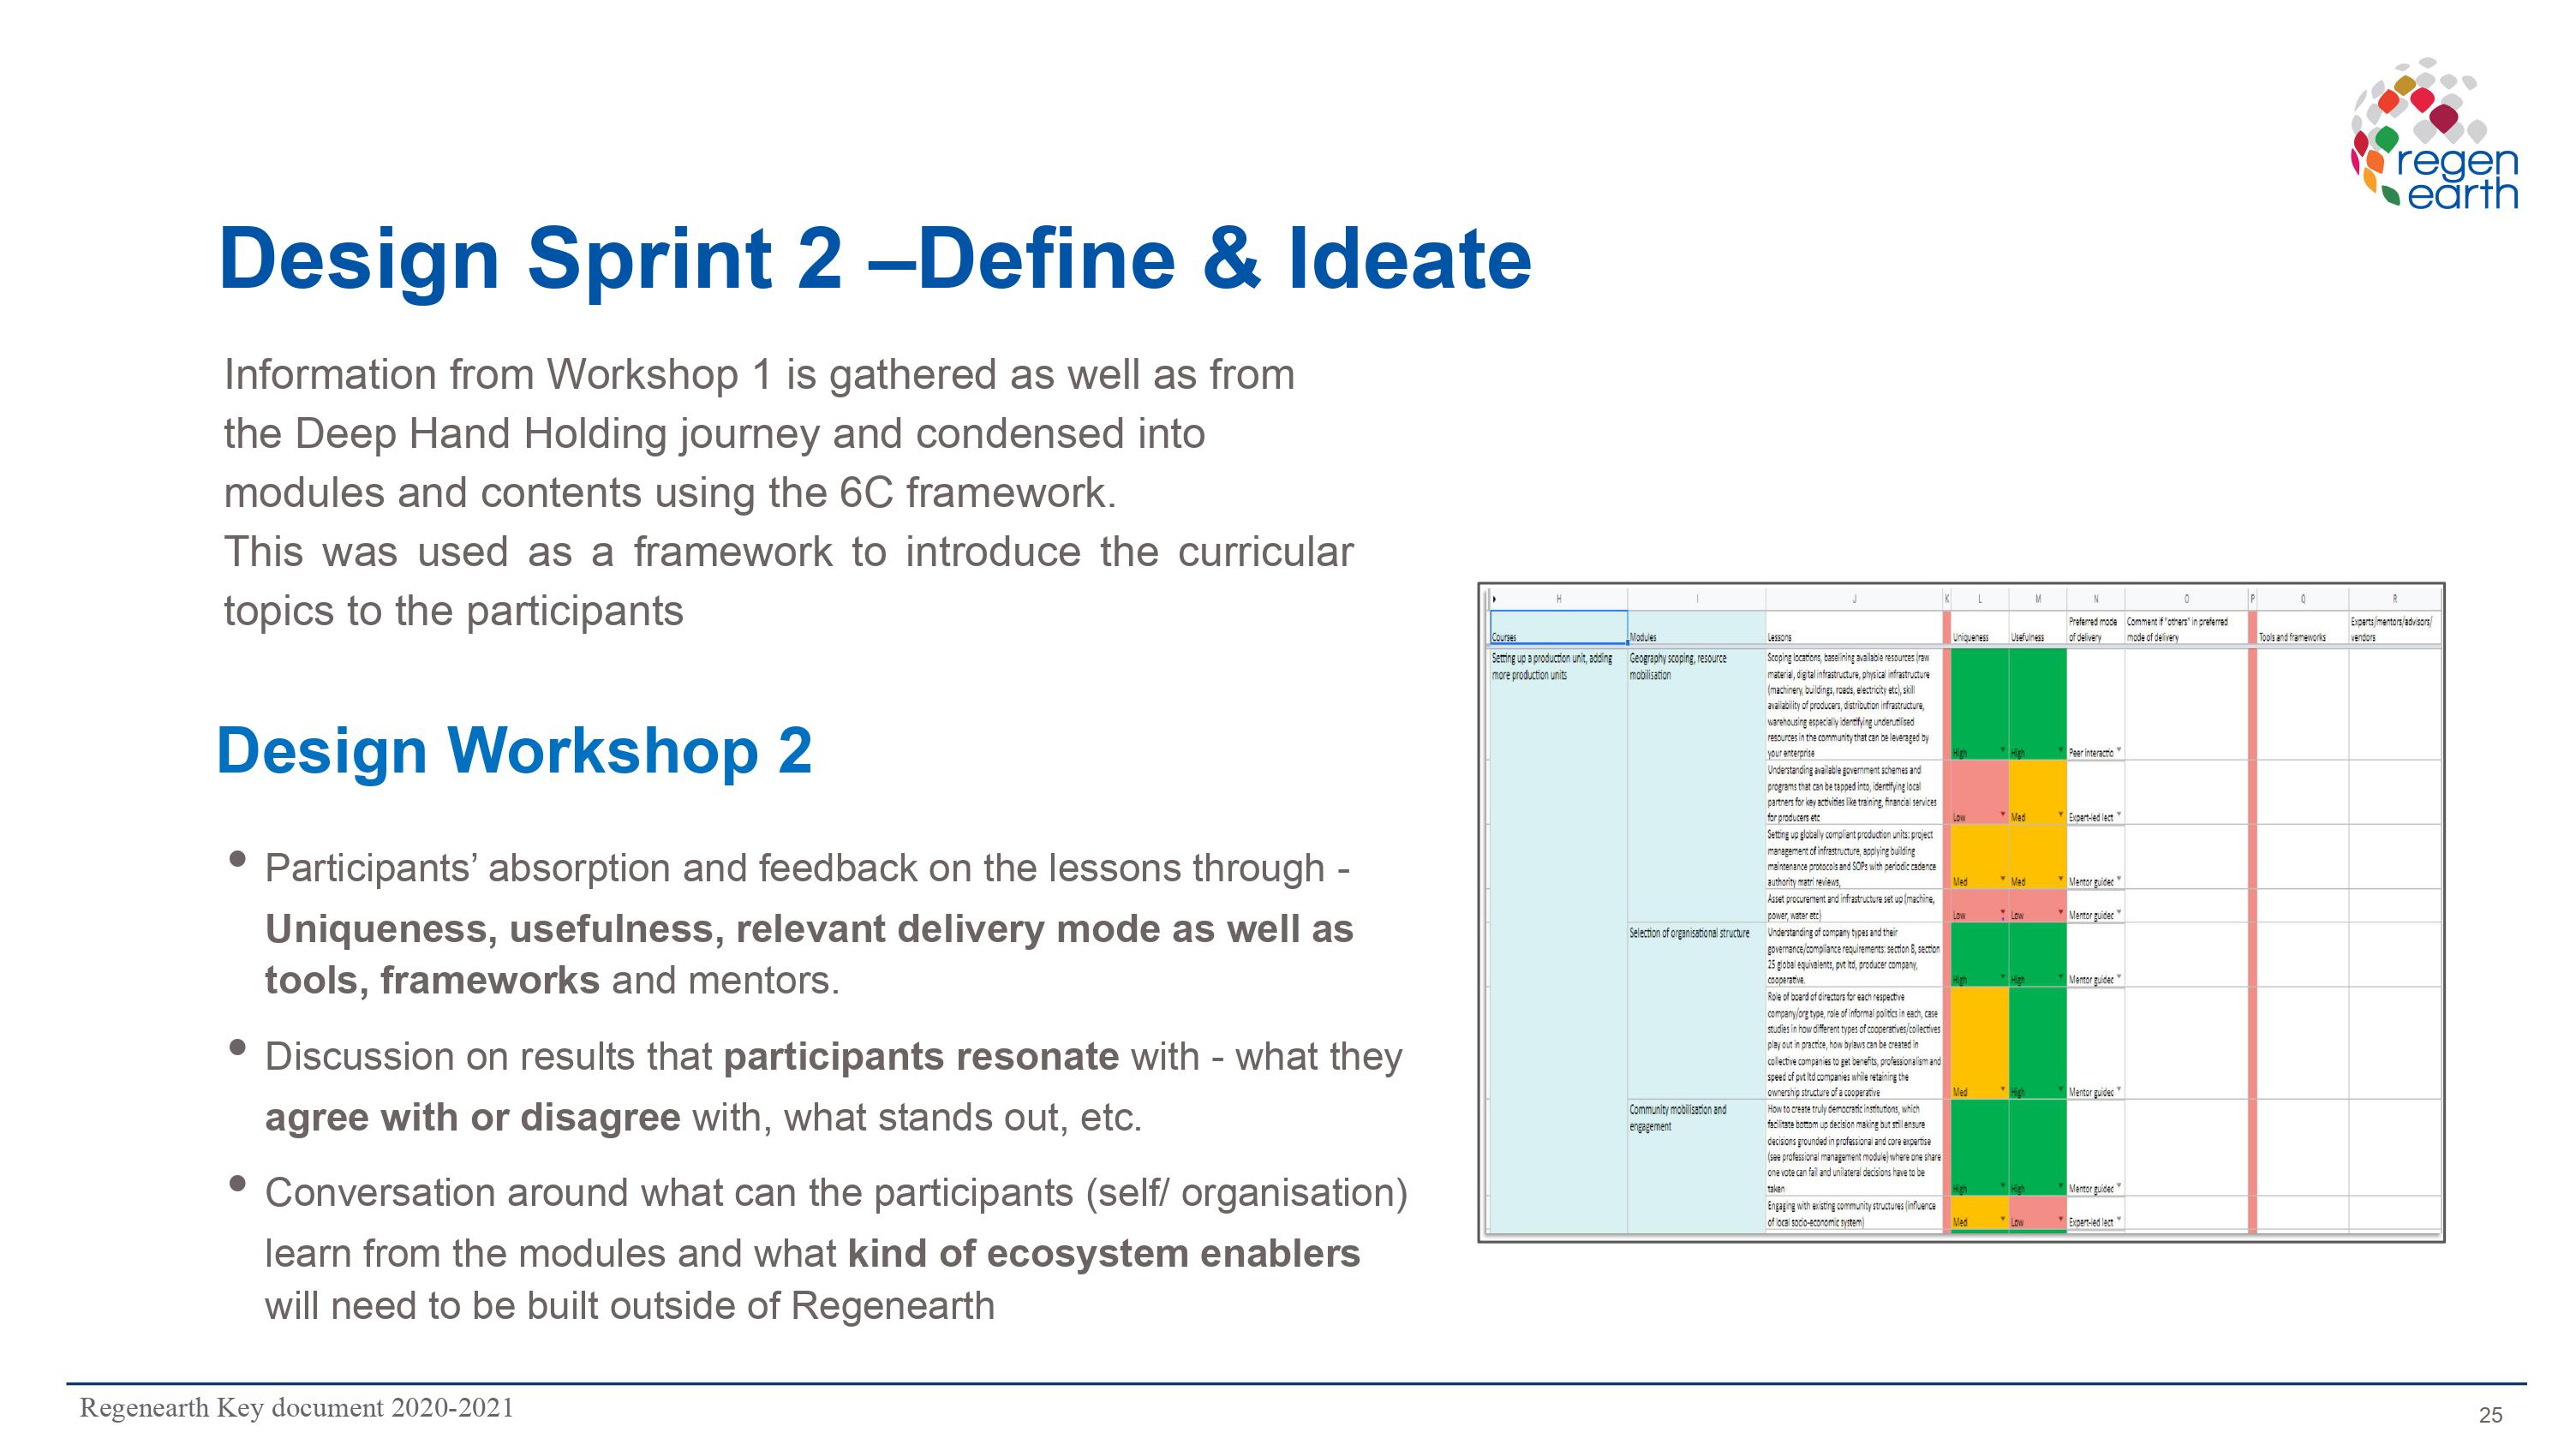 regen
earth
Design Sprint 2 –Define & Ideate
Information from Workshop 1 is gathered as well as from
the Deep Hand Holding journey and condensed into
modules and contents using the 6C framework.
This was used as a framework to introduce the curricular
topics to the participants
Design Workshop 2
• Participants’ absorption and feedback on the lessons through -
Uniqueness, usefulness, relevant delivery mode as well as
tools, frameworks and mentors.
• Discussion on results that participants resonate with - what they
agree with or disagree with, what stands out, etc.
• Conversation around what can the participants (self/ organisation)
learn from the modules and what kind of ecosystem enablers
will need to be built outside of Regenearth
H I J K L M N O P Q R
Courses Modules Lessons Uniqueness Usefulness Preferred mode
of delivery Comment if "others" in preferred
mode of delivery Tools and frameworks Experts/mentors/advisors/
vendors
Setting up a production unit, adding
more production units
Geography scoping, resource
mobilisation
Scoping locations, baselining available resources (raw
material, digital infrastructure, physical infrastructure
(machinery, buildings, roads, electricity etc), skill
availability of producers, distribution infrastructure,
warehousing especially identifying underutilised
resources in the community that can be leveraged by
your enterprise
High High Peer interactio
Understanding available government schemes and
programs that can be tapped into, identifying local
partners for key activities like training, financial services
for producers etc
Low Med Expert-led lect
Setting up globally compliant production units: project
management of infrastructure, applying building
maintenance protocols and SOPs with periodic cadence
authority matri reviews,
Med Med Mentor guidec
Asset procurement and infrastructure set up (machine,
power, water etc)
Low Low Mentor guidec
Selection of organisational structure
Understanding of company types and their
governance/compliance requirements: section 8, section
25 global equivalents, pvt ltd, producer company,
cooperative.
High High Mentor guidec
Role of board of directors for each respective
company/org type, role of informal politics in each, case
studies in how different types of cooperatives/collectives
play out in practice, how bylaws can be created in
collective companies to get benefits, professionalism and
speed of pvt ltd companies while retaining the
ownership structure of a cooperative
Med High Mentor guidec
Community mobilisation and
engagement
How to create truly democratic institutions, which
facilitate bottom up decision making but still ensure
decisions grounded in professional and core expertise
(see professional management module) where one share
one vote can fail and unilateral decisions have to be
taken
High High Mentor guidec
Engaging with existing community structures (influence
of local socio-economic system)
Med Low Expert-led lect
Regenearth Key document 2020-2021
25